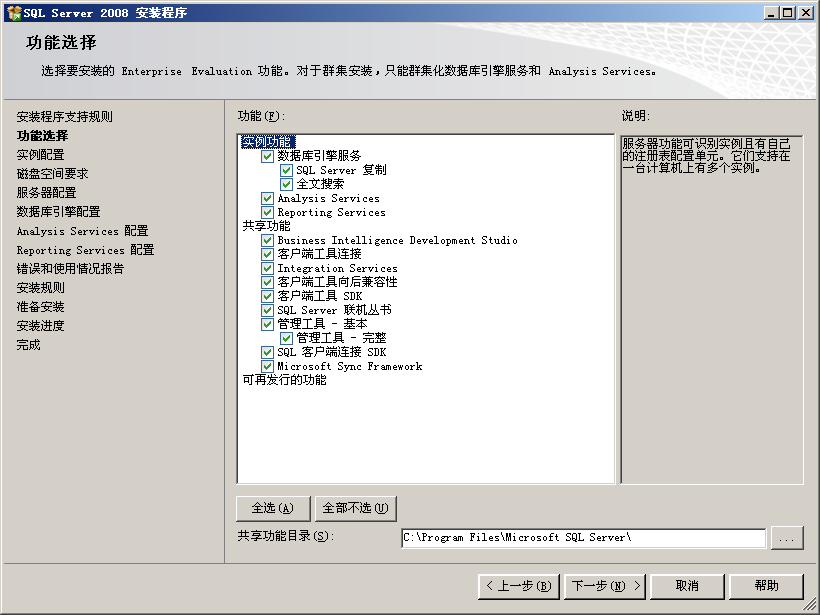 SQL Server 2008 安装程序
功能选择
选择要安装的 Enterprise Evaluation 功能。对于群集安装,只能群集化数据库引擎服务和 Analysis Services。
安装程序支持规则
功能选择
实例配置
磁盘空间要求
服务器配置
数据库引擎配置
Analysis Services 配置
Reporting Services 配置
错误和使用情况报告
安装规则
准备安装
安装进度
完成
功能(F):
实例功能
数据库引擎服务
SQL Server 复制
全文搜索
Analysis Services
Reporting Services
共享功能
Business Intelligence Development Studio
客户端工具连接
Integration Services
客户端工具向后兼容性
客户端工具 SDK
SQL Server 联机丛书
管理工具 - 基本
管理工具 - 完整
SQL 客户端连接 SDK
Microsoft Sync Framework
可再发行的功能
说明:
服务器功能可识别实例且有自己
的注册表配置单元。它们支持在
一台计算机上有多个实例。
全选(A) 全部不选(U)
共享功能目录(S): C:\Program Files\Microsoft SQL Server\ ...
< 上一步(B) 下一步(N) > 取消 帮助